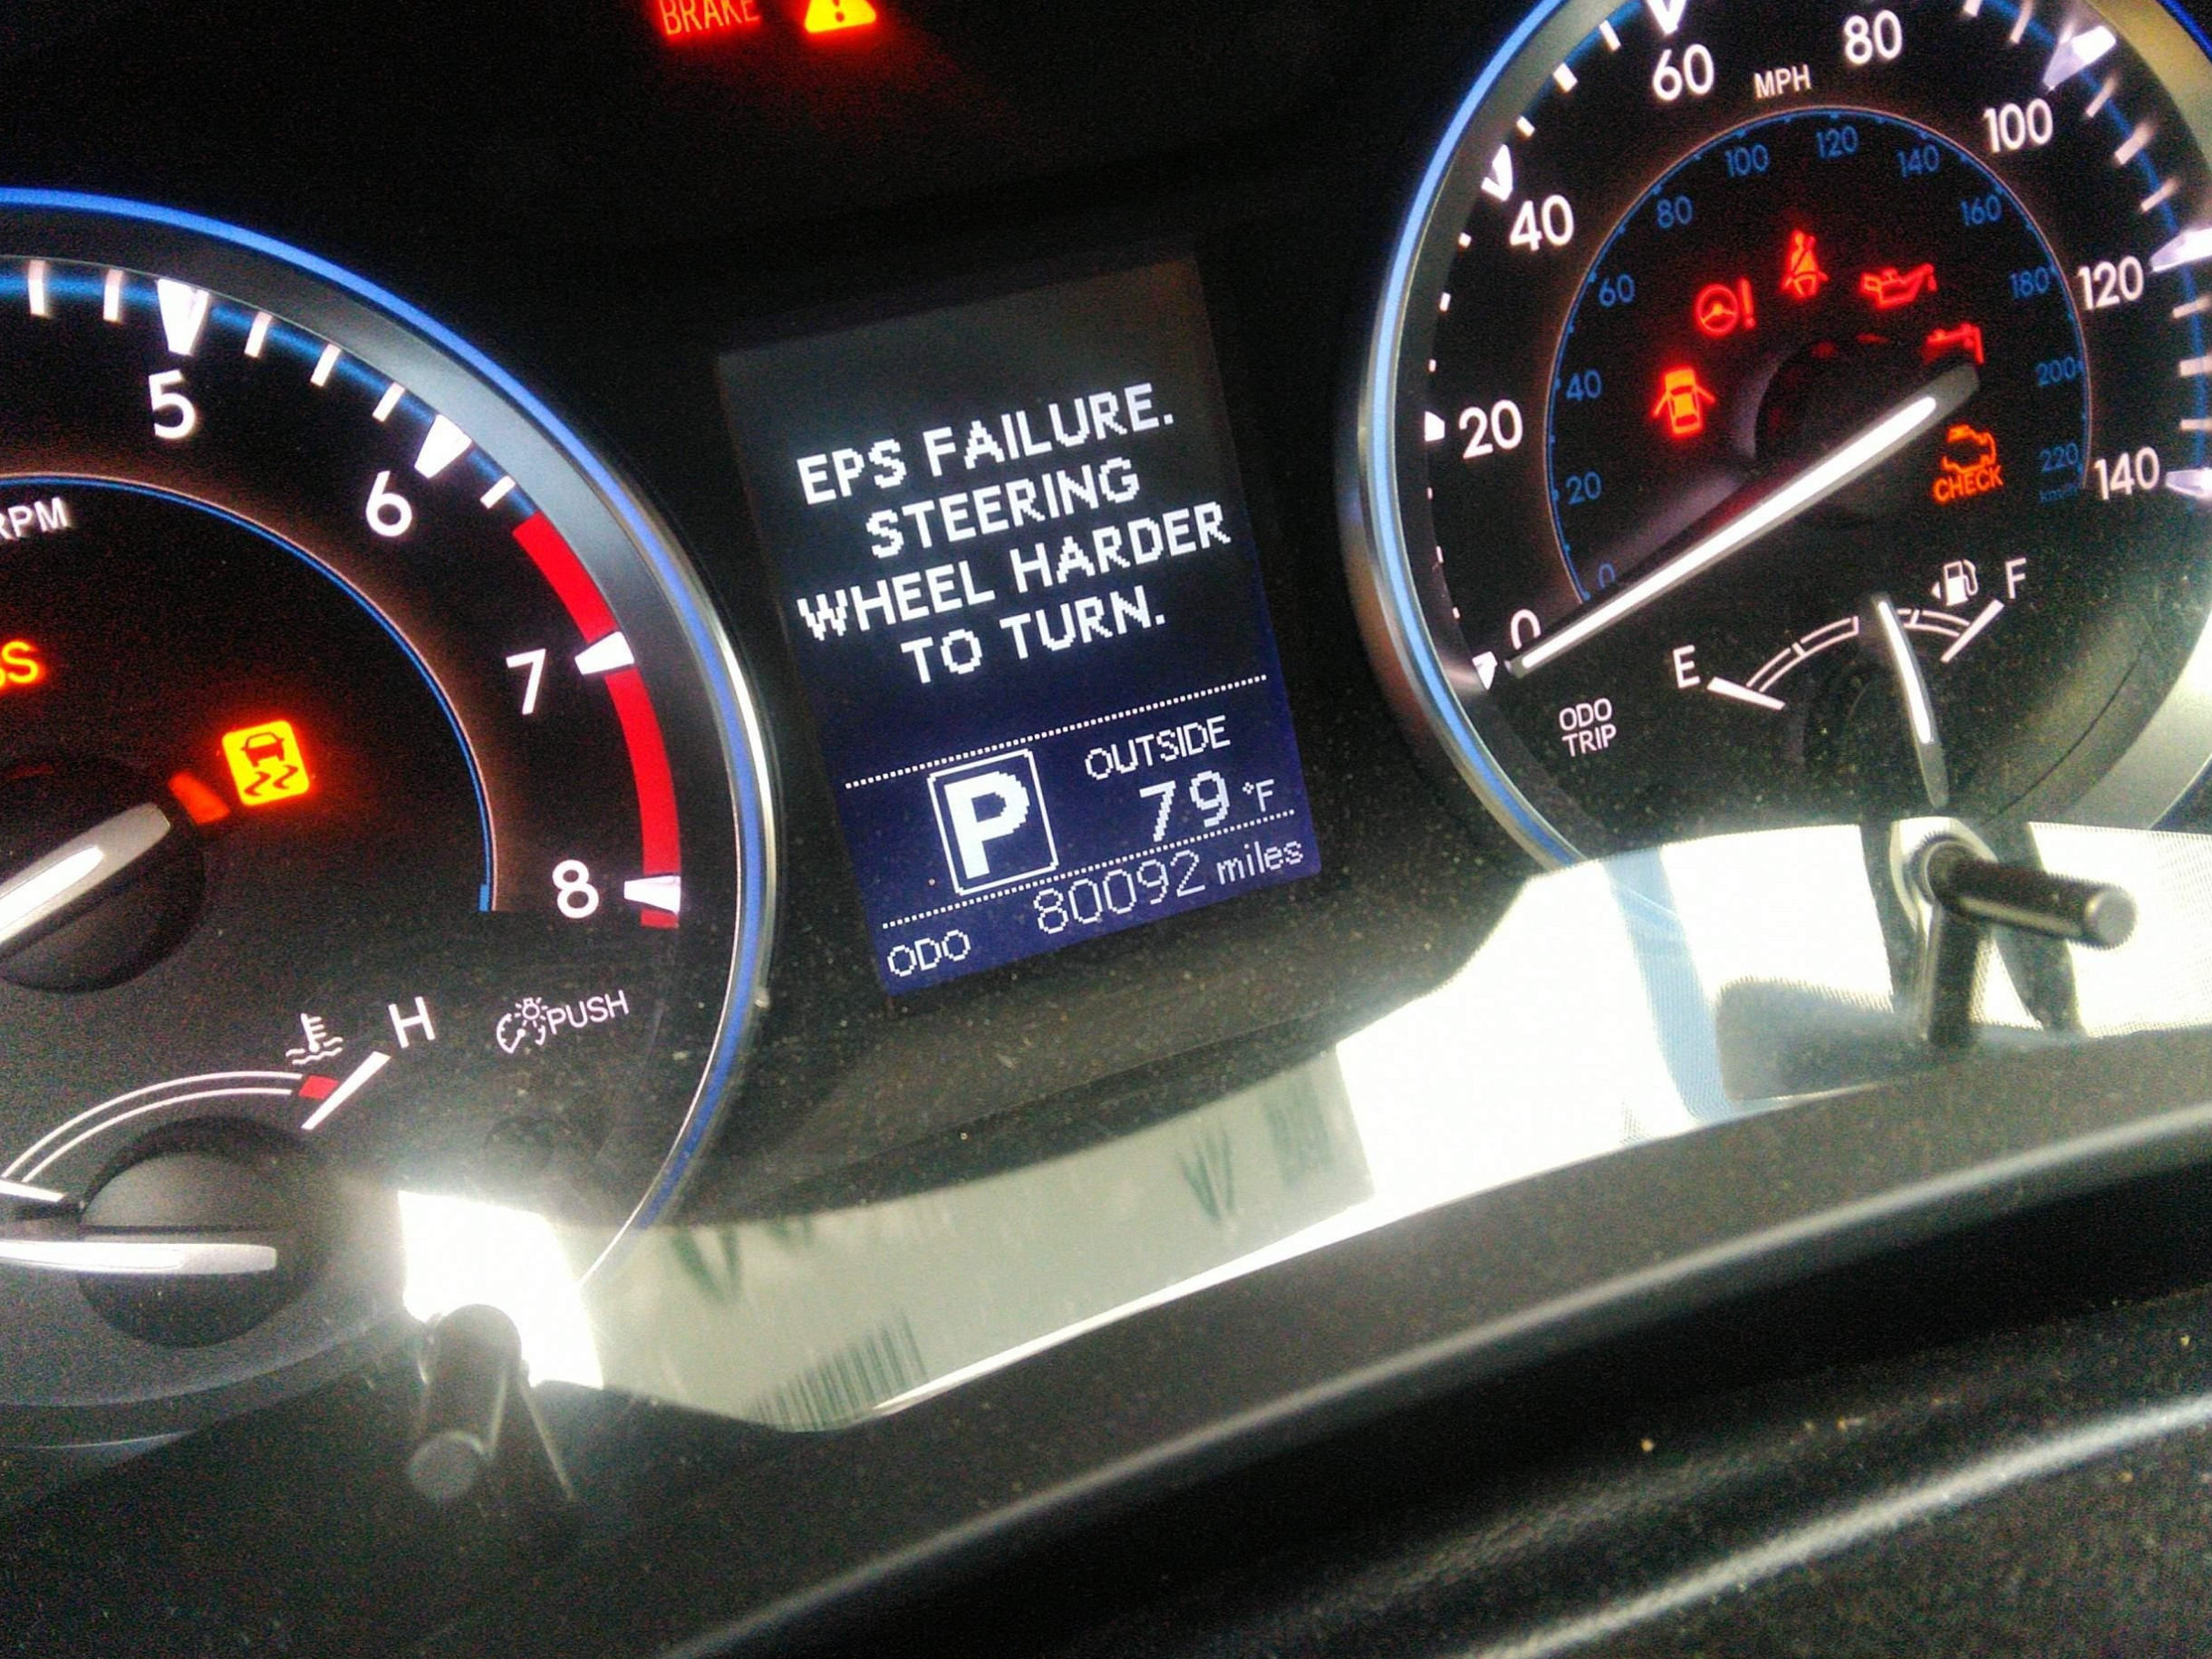 BRAKE
60
MPH
80
100
120
140
40
20
0
80
100
120
140
160
180
200
220
km/h
60
40
20
0
CHECK
E
F
ODO
TRIP
5
6
7
8
RPM
H
PUSH
EPS FAILURE.
STEERING
WHEEL HARDER
TO TURN.
P
OUTSIDE
79 °F
ODO 80092 miles